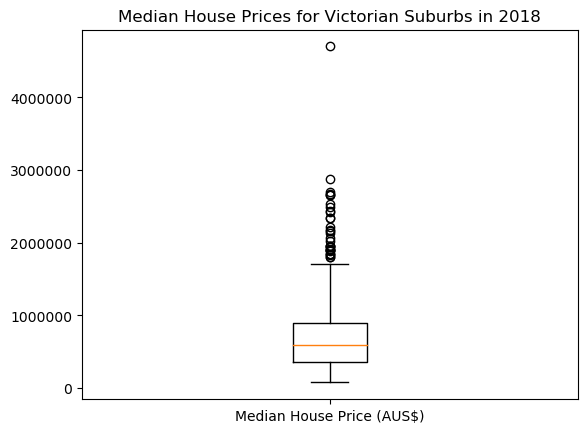 Median House Prices for Victorian Suburbs in 2018
4000000
3000000
2000000
1000000
0
Median House Price (AUS$)